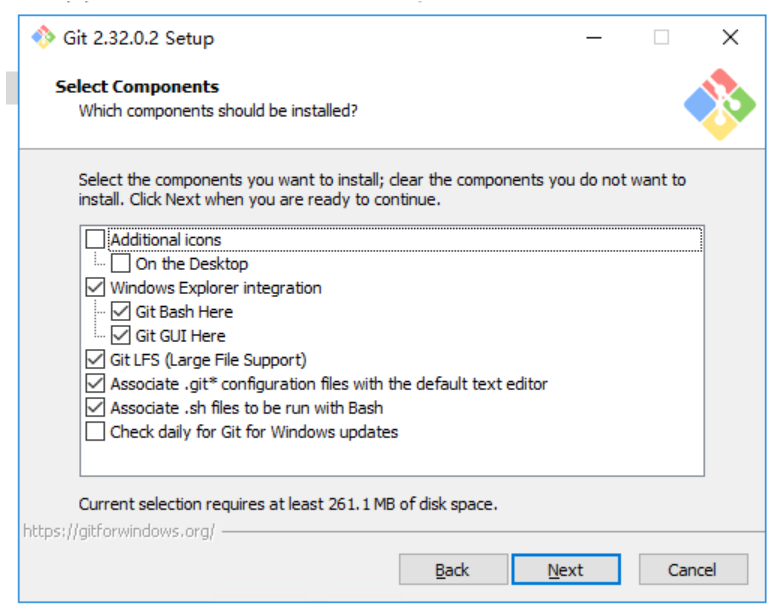 Git 2.32.0.2 Setup
Select Components
Which components should be installed?
Select the components you want to install; clear the components you do not want to
install. Click Next when you are ready to continue.
Additional icons
On the Desktop
Windows Explorer integration
Git Bash Here
Git GUI Here
Git LFS (Large File Support)
Associate .git* configuration files with the default text editor
Associate .sh files to be run with Bash
Check daily for Git for Windows updates
Current selection requires at least 261.1 MB of disk space.
https://gitforwindows.org/
Back Next Cancel